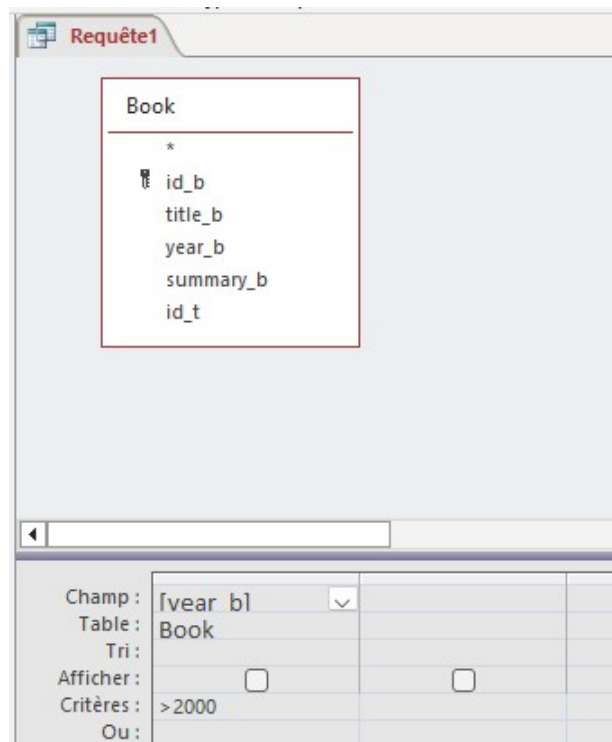 Requête1
Book
*
id_b
title_b
year_b
summary_b
id_t
Champ : [year_b]
Table : Book
Tri :
Afficher :
Critères : >2000
Ou :